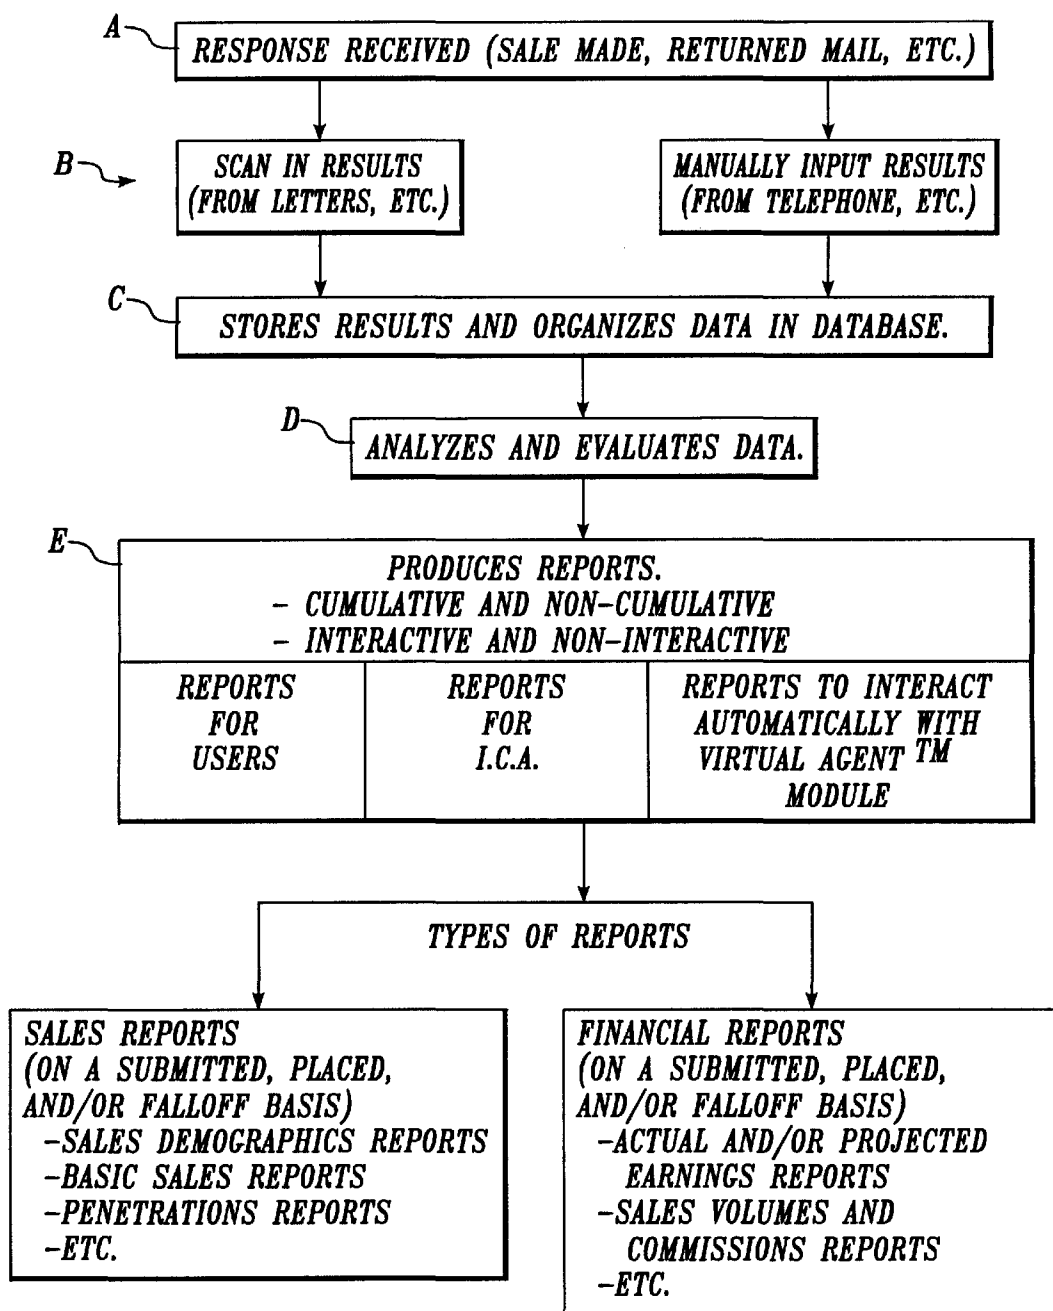 A
RESPONSE RECEIVED (SALE MADE, RETURNED MAIL, ETC.)
B
SCAN IN RESULTS
(FROM LETTERS, ETC.)
MANUALLY INPUT RESULTS
(FROM TELEPHONE, ETC.)
C
STORES RESULTS AND ORGANIZES DATA IN DATABASE.
D
ANALYZES AND EVALUATES DATA.
E
PRODUCES REPORTS.
- CUMULATIVE AND NON-CUMULATIVE
- INTERACTIVE AND NON-INTERACTIVE
REPORTS
FOR
USERS
REPORTS
FOR
I.C.A.
REPORTS TO INTERACT
AUTOMATICALLY WITH
VIRTUAL AGENT TM
MODULE
TYPES OF REPORTS
SALES REPORTS
(ON A SUBMITTED, PLACED,
AND/OR FALLOFF BASIS)
-SALES DEMOGRAPHICS REPORTS
-BASIC SALES REPORTS
-PENETRATIONS REPORTS
-ETC.
FINANCIAL REPORTS
(ON A SUBMITTED, PLACED,
AND/OR FALLOFF BASIS)
-ACTUAL AND/OR PROJECTED
EARNINGS REPORTS
-SALES VOLUMES AND
COMMISSIONS REPORTS
-ETC.